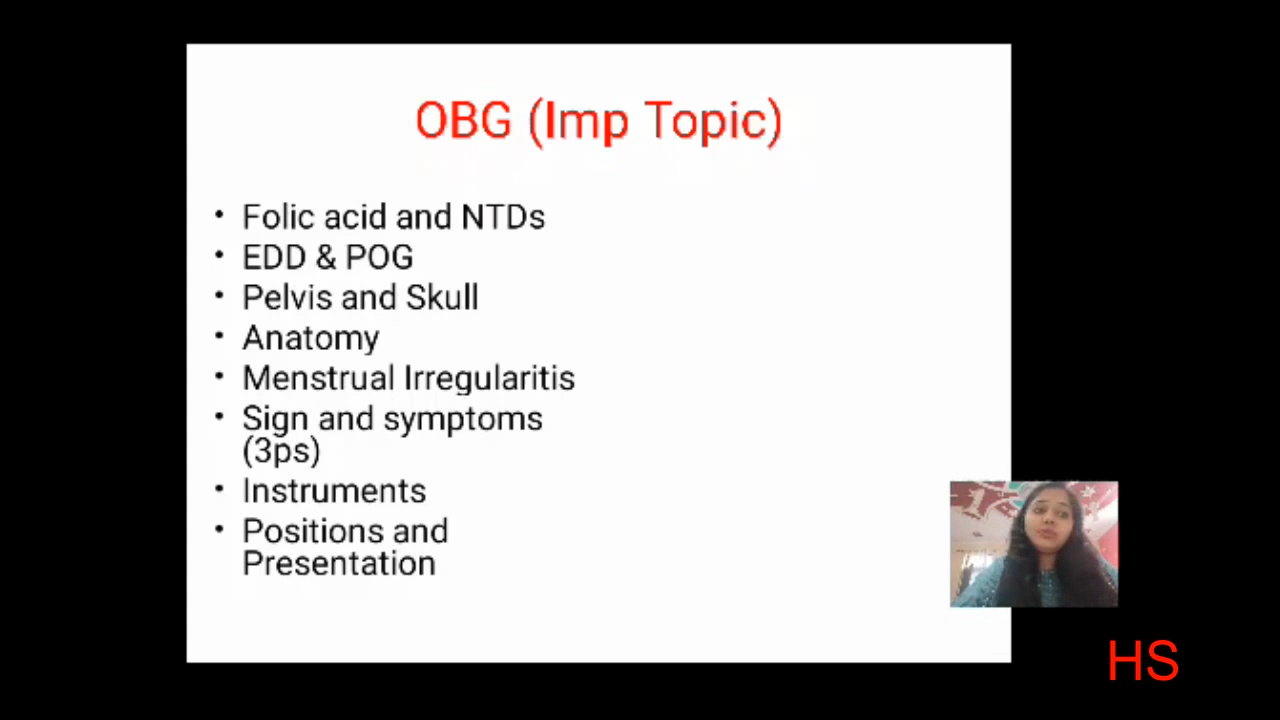 OBG (Imp Topic)
• Folic acid and NTDs
• EDD & POG
• Pelvis and Skull
• Anatomy
• Menstrual Irregularitis
• Sign and symptoms
(3ps)
• Instruments
• Positions and
Presentation
HS